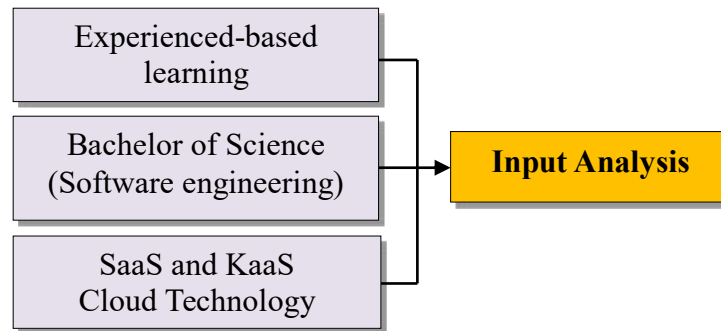 Experienced-based
learning
Bachelor of Science
(Software engineering)
Input Analysis
SaaS and KaaS
Cloud Technology